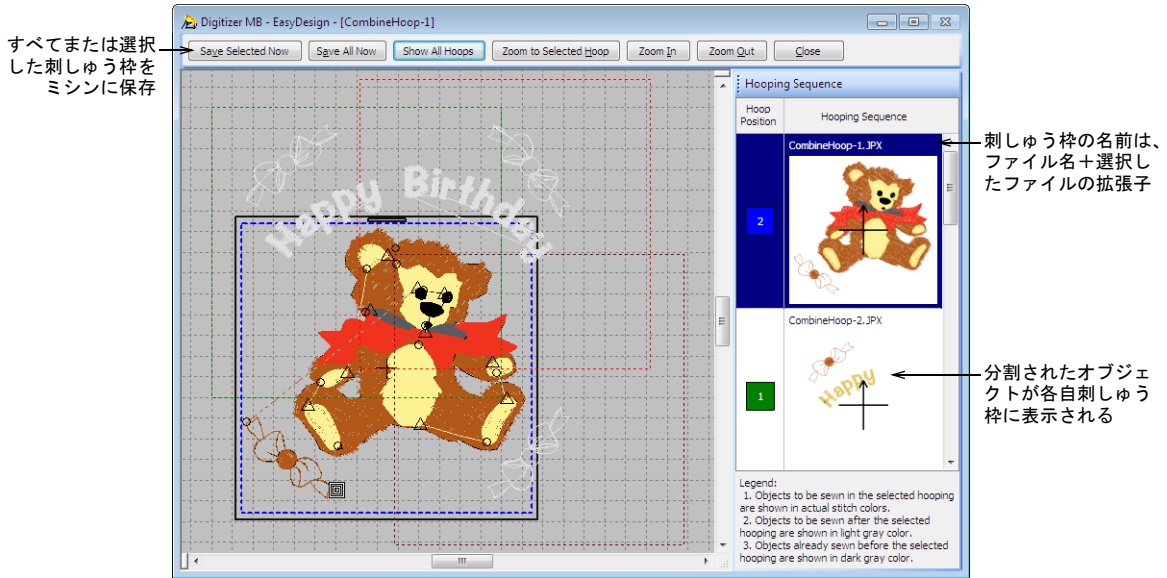 Digitizer MB - EasyDesign - [CombineHoop-1]
Save Selected Now
Save All Now
Show All Hoops
Zoom to Selected Hoop
Zoom In
Zoom Out
Close
すべてまたは選択
した刺しゅう枠を
ミシンに保存
Happy Birthday
Hooping Sequence
Hoop
Position
Hooping Sequence
CombineHoop-1.JPX
2
刺しゅう枠の名前は、
ファイル名＋選択し
たファイルの拡張子
CombineHoop-2.JPX
1
Happy
分割されたオブジェ
クトが各自刺しゅう
枠に表示される
Legend:
1. Objects to be sewn in the selected hooping
are shown in actual stitch colors.
2. Objects to be sewn after the selected
hooping are shown in light gray color.
3. Objects already sewn before the selected
hooping are shown in dark gray color.